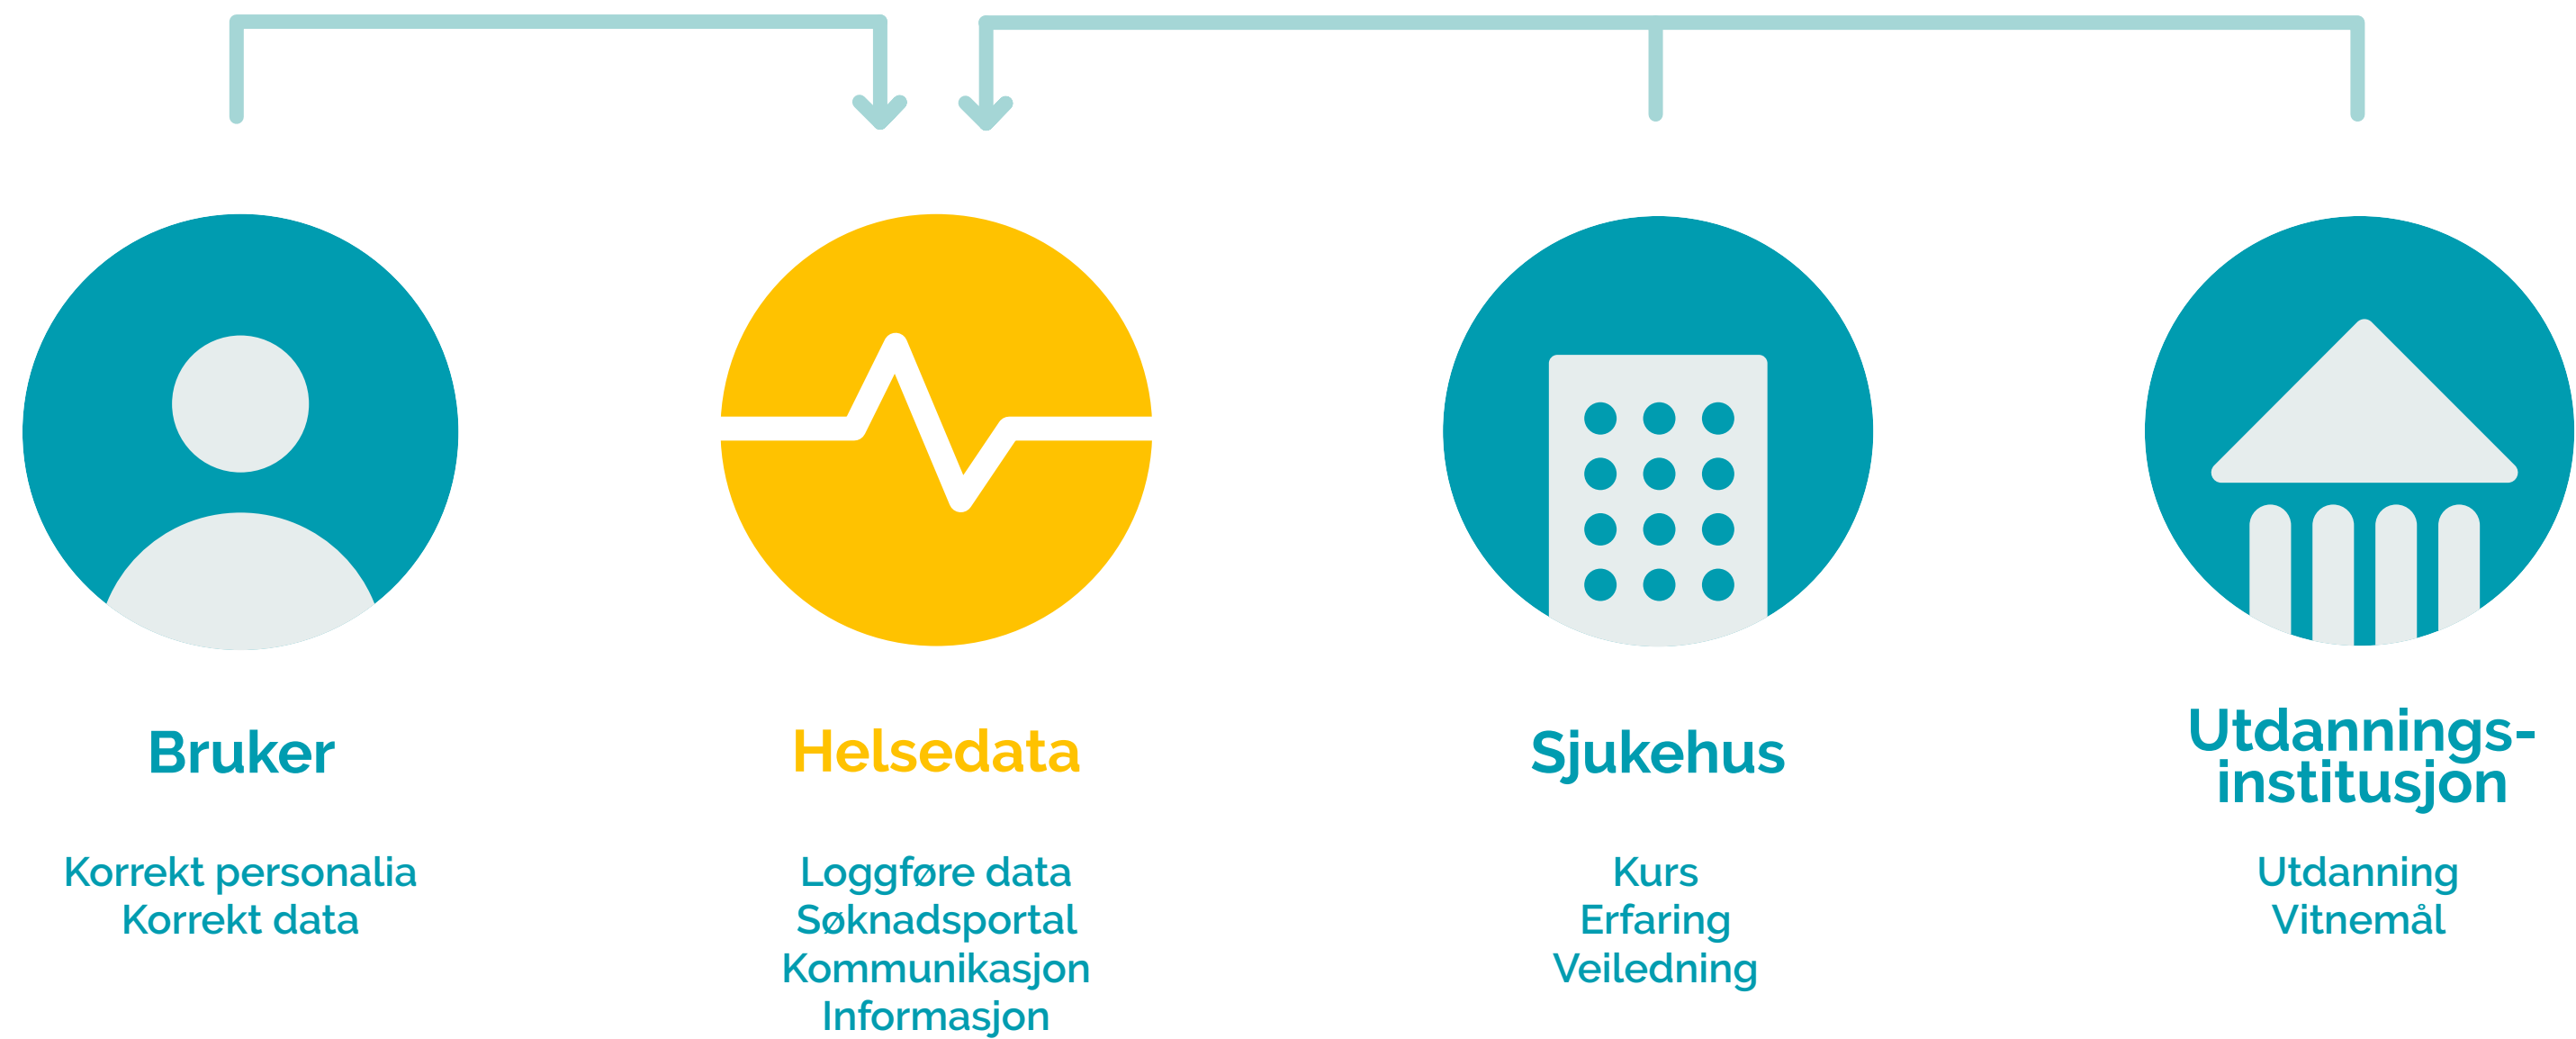 Bruker
Korrekt personalia
Korrekt data
Helsedata
Loggføre data
Søknadsportal
Kommunikasjon
Informasjon
Sjukehus
Kurs
Erfaring
Veiledning
Utdannings-
institusjon
Utdanning
Vitnemål